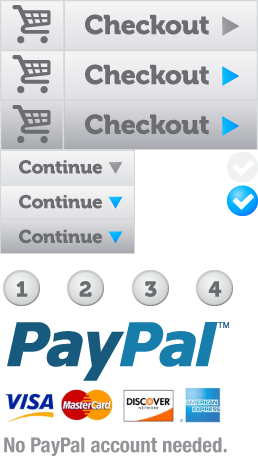 Checkout
Checkout
Checkout
Continue
Continue
Continue
1 2 3 4
PayPal™
VISA MasterCard DISCOVER NETWORK AMERICAN EXPRESS
No PayPal account needed.